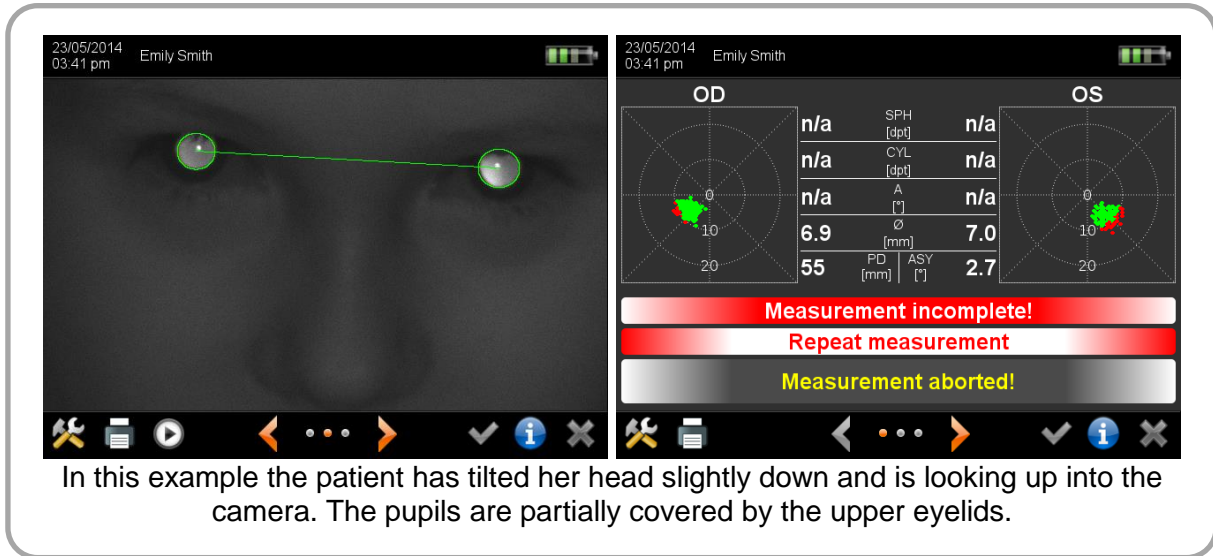 23/05/2014
03:41 pm
Emily Smith
23/05/2014
03:41 pm
Emily Smith
OD
OS
n/a SPH [dpt] n/a
n/a CYL [dpt] n/a
n/a A [°] n/a
6.9 Ø [mm] 7.0
55 PD [mm] ASY [°] 2.7
0
10
20
0
10
20
Measurement incomplete!
Repeat measurement
Measurement aborted!
In this example the patient has tilted her head slightly down and is looking up into the
camera. The pupils are partially covered by the upper eyelids.